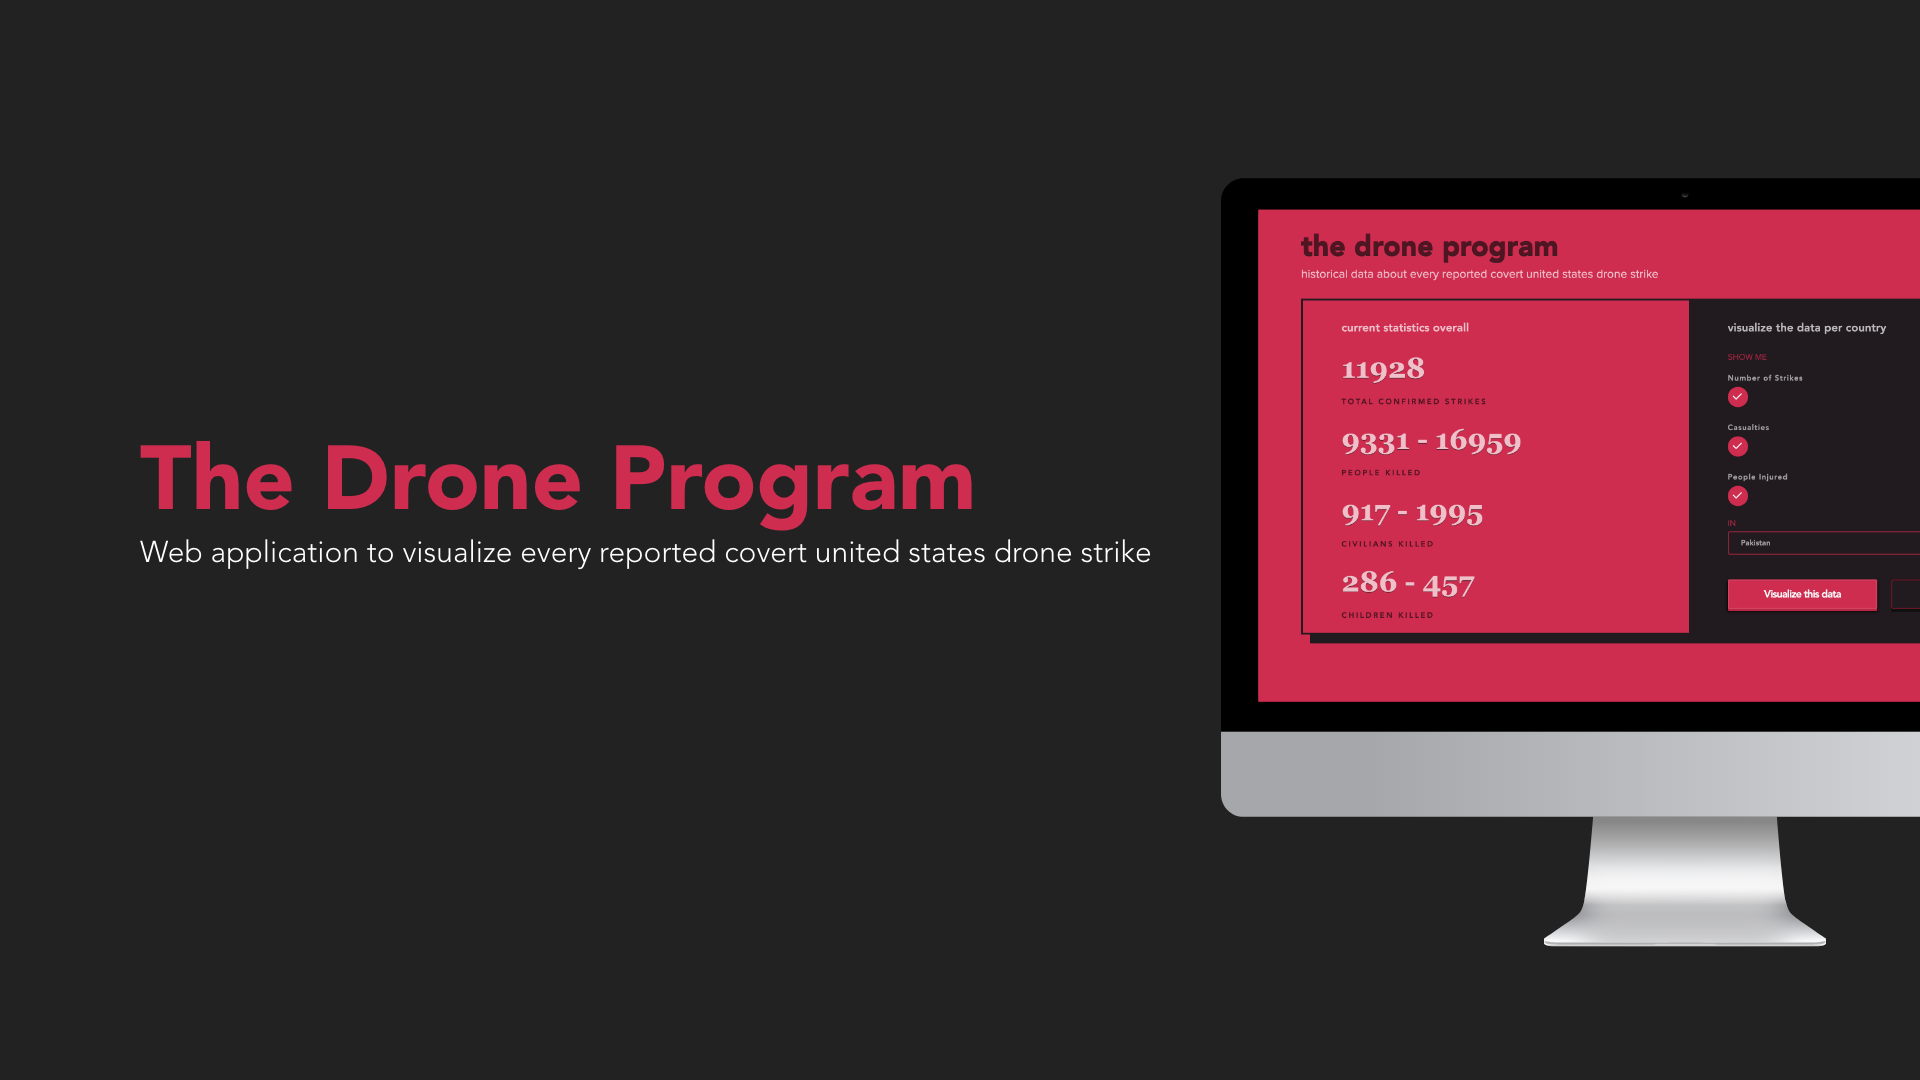 The Drone Program
Web application to visualize every reported covert united states drone strike
the drone program
historical data about every reported covert united states drone strike
current statistics overall
11928
TOTAL CONFIRMED STRIKES
9331 - 16959
PEOPLE KILLED
917 - 1995
CIVILIANS KILLED
286 - 457
CHILDREN KILLED
visualize the data per country
SHOW ME
Number of Strikes
Casualties
People Injured
IN
Pakistan
Visualize this data